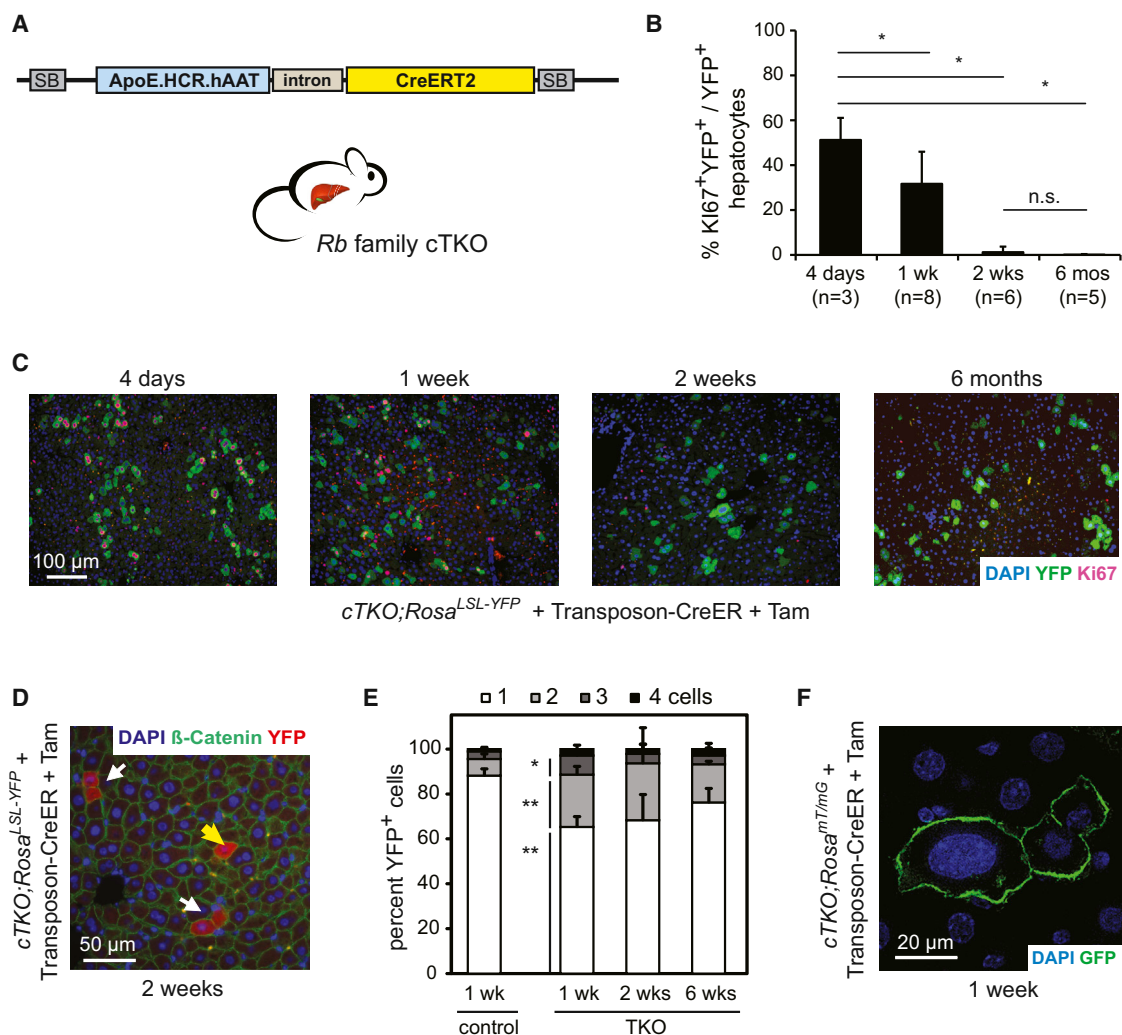 A
SB
ApoE.HCR.hAAT
intron
CreERT2
SB
Rb family cTKO
B
% KI67+YFP+ / YFP+
hepatocytes
100
80
60
40
20
0
*
*
*
n.s.
4 days
1 wk
2 wks
6 mos
(n=3)
(n=8)
(n=6)
(n=5)
C
4 days
1 week
2 weeks
6 months
100 µm
DAPI YFP Ki67
cTKO;RosaLSL-YFP + Transposon-CreER + Tam
D
cTKO;RosaLSL-YFP +
Transposon-CreER + Tam
DAPI ß-Catenin YFP
50 µm
2 weeks
E
1 2 3 4 cells
percent YFP+ cells
100
80
60
40
20
0
*
**
**
1 wk
1 wk
2 wks
6 wks
control
TKO
F
cTKO;RosamT/mG +
Transposon-CreER + Tam
20 µm
DAPI GFP
1 week